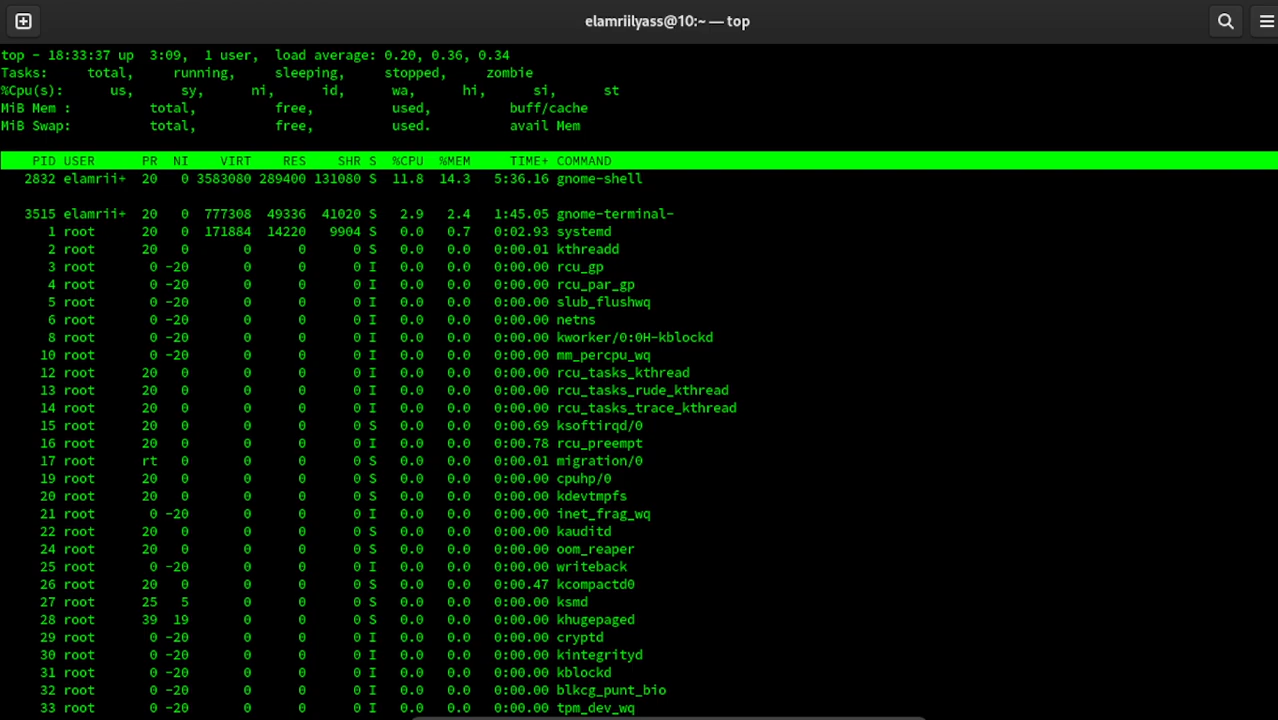 elamriilyass@10:~ — top
top - 18:33:37 up  3:09,  1 user,  load average: 0.20, 0.36, 0.34
Tasks:     total,     running,     sleeping,     stopped,     zombie
%Cpu(s):      us,      sy,      ni,      id,      wa,      hi,      si,      st
MiB Mem :          total,          free,          used,          buff/cache
MiB Swap:          total,          free,          used.          avail Mem
PID USER      PR  NI    VIRT    RES    SHR S  %CPU  %MEM     TIME+ COMMAND
2832 elamrii+  20   0 3583080 289400 131080 S  11.8  14.3   5:36.16 gnome-shell
3515 elamrii+  20   0  777308  49336  41020 S   2.9   2.4   1:45.05 gnome-terminal-
1 root      20   0  171884  14220   9904 S   0.0   0.7   0:02.93 systemd
2 root      20   0       0      0      0 S   0.0   0.0   0:00.01 kthreadd
3 root       0 -20       0      0      0 I   0.0   0.0   0:00.00 rcu_gp
4 root       0 -20       0      0      0 I   0.0   0.0   0:00.00 rcu_par_gp
5 root       0 -20       0      0      0 I   0.0   0.0   0:00.00 slub_flushwq
6 root       0 -20       0      0      0 I   0.0   0.0   0:00.00 netns
8 root       0 -20       0      0      0 I   0.0   0.0   0:00.00 kworker/0:0H-kblockd
10 root       0 -20       0      0      0 I   0.0   0.0   0:00.00 mm_percpu_wq
12 root      20   0       0      0      0 I   0.0   0.0   0:00.00 rcu_tasks_kthread
13 root      20   0       0      0      0 I   0.0   0.0   0:00.00 rcu_tasks_rude_kthread
14 root      20   0       0      0      0 I   0.0   0.0   0:00.00 rcu_tasks_trace_kthread
15 root      20   0       0      0      0 S   0.0   0.0   0:00.69 ksoftirqd/0
16 root      20   0       0      0      0 I   0.0   0.0   0:00.78 rcu_preempt
17 root      rt   0       0      0      0 S   0.0   0.0   0:00.01 migration/0
19 root      20   0       0      0      0 S   0.0   0.0   0:00.00 cpuhp/0
20 root      20   0       0      0      0 S   0.0   0.0   0:00.00 kdevtmpfs
21 root       0 -20       0      0      0 I   0.0   0.0   0:00.00 inet_frag_wq
22 root      20   0       0      0      0 S   0.0   0.0   0:00.00 kauditd
24 root      20   0       0      0      0 S   0.0   0.0   0:00.00 oom_reaper
25 root       0 -20       0      0      0 I   0.0   0.0   0:00.00 writeback
26 root      20   0       0      0      0 S   0.0   0.0   0:00.47 kcompactd0
27 root      25   5       0      0      0 S   0.0   0.0   0:00.00 ksmd
28 root      39  19       0      0      0 S   0.0   0.0   0:00.00 khugepaged
29 root       0 -20       0      0      0 I   0.0   0.0   0:00.00 cryptd
30 root       0 -20       0      0      0 I   0.0   0.0   0:00.00 kintegrityd
31 root       0 -20       0      0      0 I   0.0   0.0   0:00.00 kblockd
32 root       0 -20       0      0      0 I   0.0   0.0   0:00.00 blkcg_punt_bio
33 root       0 -20       0      0      0 I   0.0   0.0   0:00.00 tpm_dev_wq